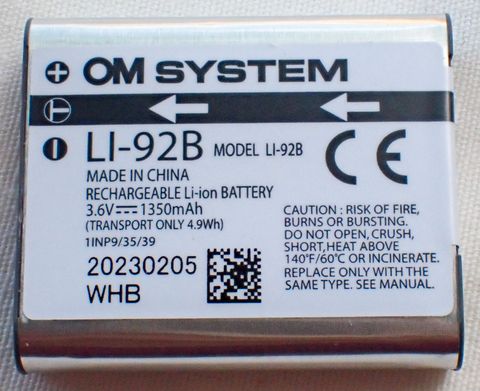 OM SYSTEM
LI-92B MODEL LI-92B
MADE IN CHINA
RECHARGEABLE Li-ion BATTERY
3.6V⎓1350mAh
(TRANSPORT ONLY 4.9Wh)
1INP9/35/39
20230205
WHB
CE
CAUTION : RISK OF FIRE,
BURNS OR BURSTING.
DO NOT OPEN, CRUSH,
SHORT,HEAT ABOVE
140°F/60°C OR INCINERATE.
REPLACE ONLY WITH THE
SAME TYPE. SEE MANUAL.